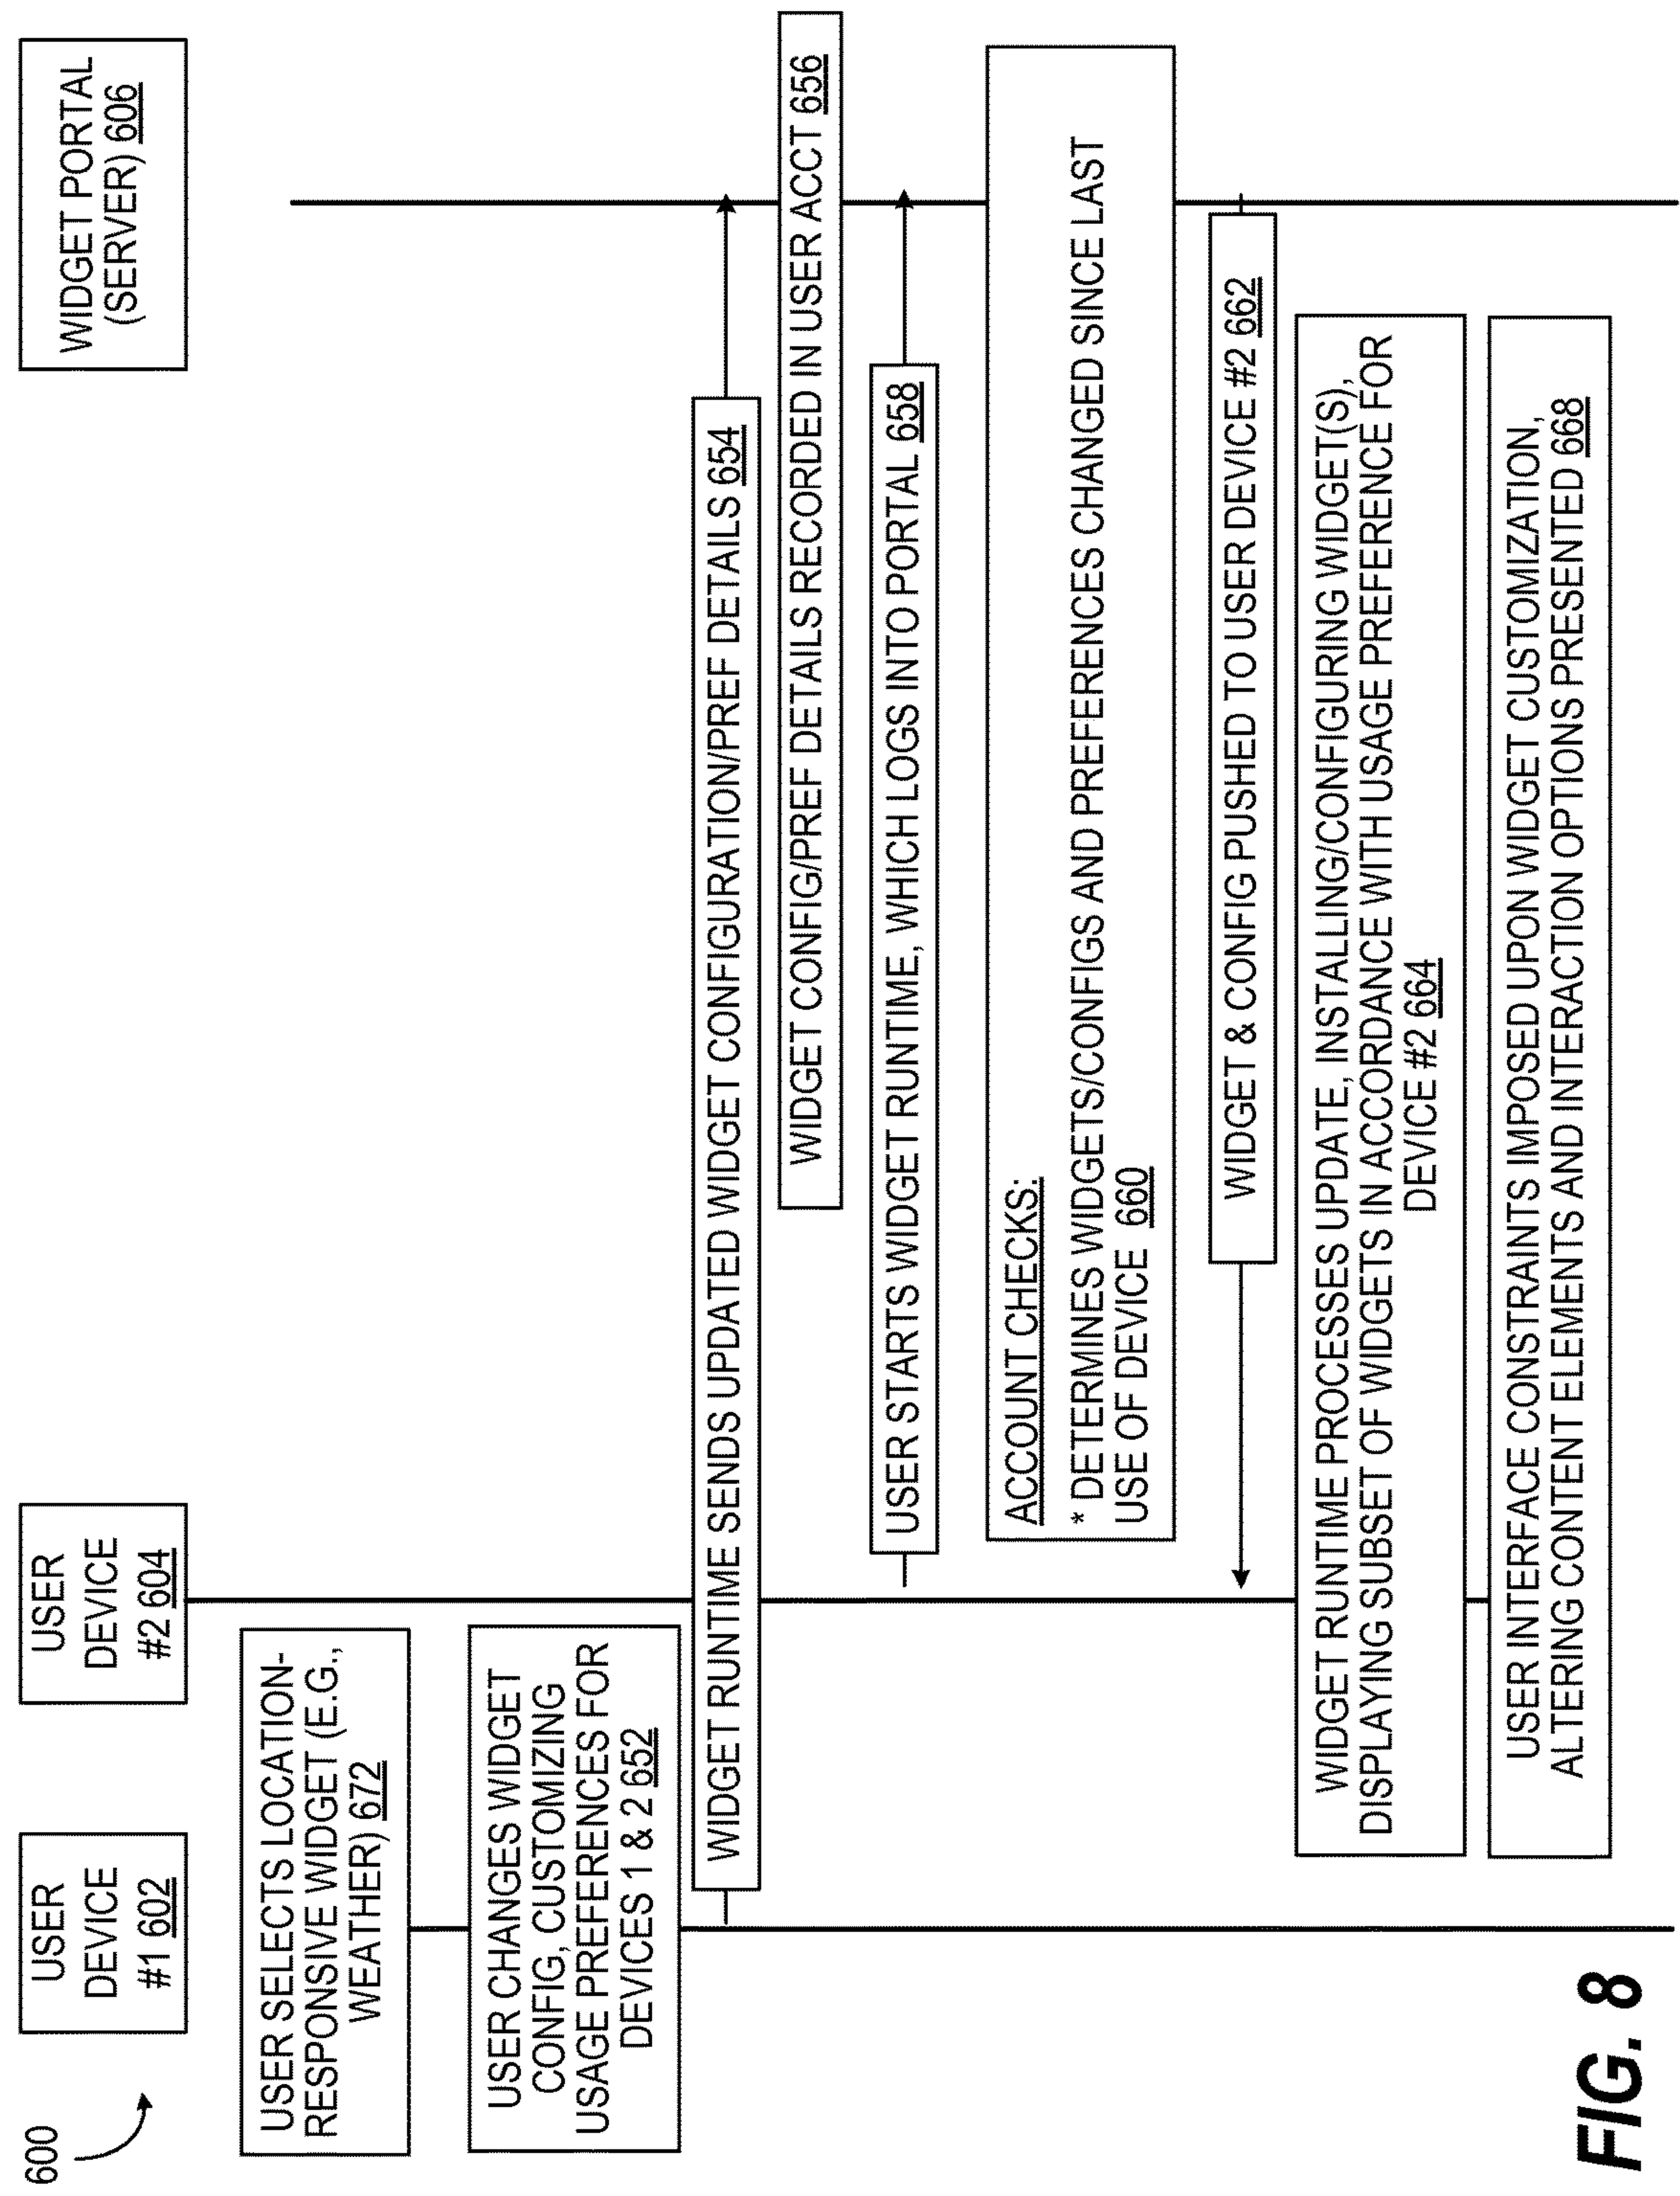 600
USER
DEVICE
#1 602
USER
DEVICE
#2 604
WIDGET PORTAL
(SERVER) 606
USER SELECTS LOCATION-
RESPONSIVE WIDGET (E.G.,
WEATHER) 672
USER CHANGES WIDGET
CONFIG, CUSTOMIZING
USAGE PREFERENCES FOR
DEVICES 1 & 2 652
WIDGET RUNTIME SENDS UPDATED WIDGET CONFIGURATION/PREF DETAILS 654
WIDGET CONFIG/PREF DETAILS RECORDED IN USER ACCT 656
USER STARTS WIDGET RUNTIME, WHICH LOGS INTO PORTAL 658
ACCOUNT CHECKS:
* DETERMINES WIDGETS/CONFIGS AND PREFERENCES CHANGED SINCE LAST
USE OF DEVICE 660
WIDGET & CONFIG PUSHED TO USER DEVICE #2 662
WIDGET RUNTIME PROCESSES UPDATE, INSTALLING/CONFIGURING WIDGET(S),
DISPLAYING SUBSET OF WIDGETS IN ACCORDANCE WITH USAGE PREFERENCE FOR
DEVICE #2 664
USER INTERFACE CONSTRAINTS IMPOSED UPON WIDGET CUSTOMIZATION,
ALTERING CONTENT ELEMENTS AND INTERACTION OPTIONS PRESENTED 668
FIG. 8